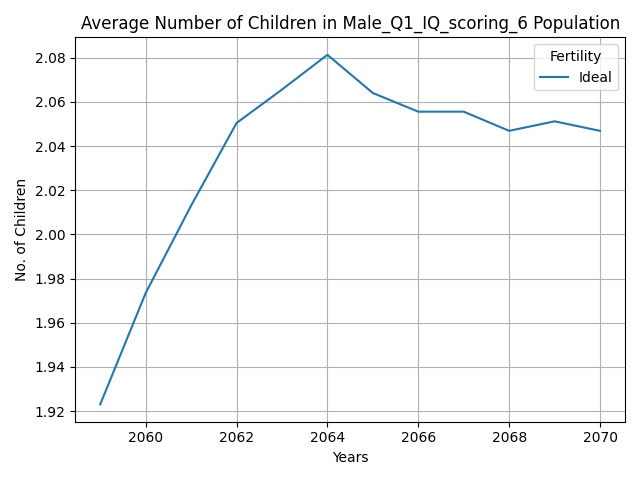 Average Number of Children in Male_Q1_IQ_scoring_6 Population
Fertility
Ideal
2.08
2.06
2.04
2.02
2.00
1.98
1.96
1.94
1.92
No. of Children
2060 2062 2064 2066 2068 2070
Years